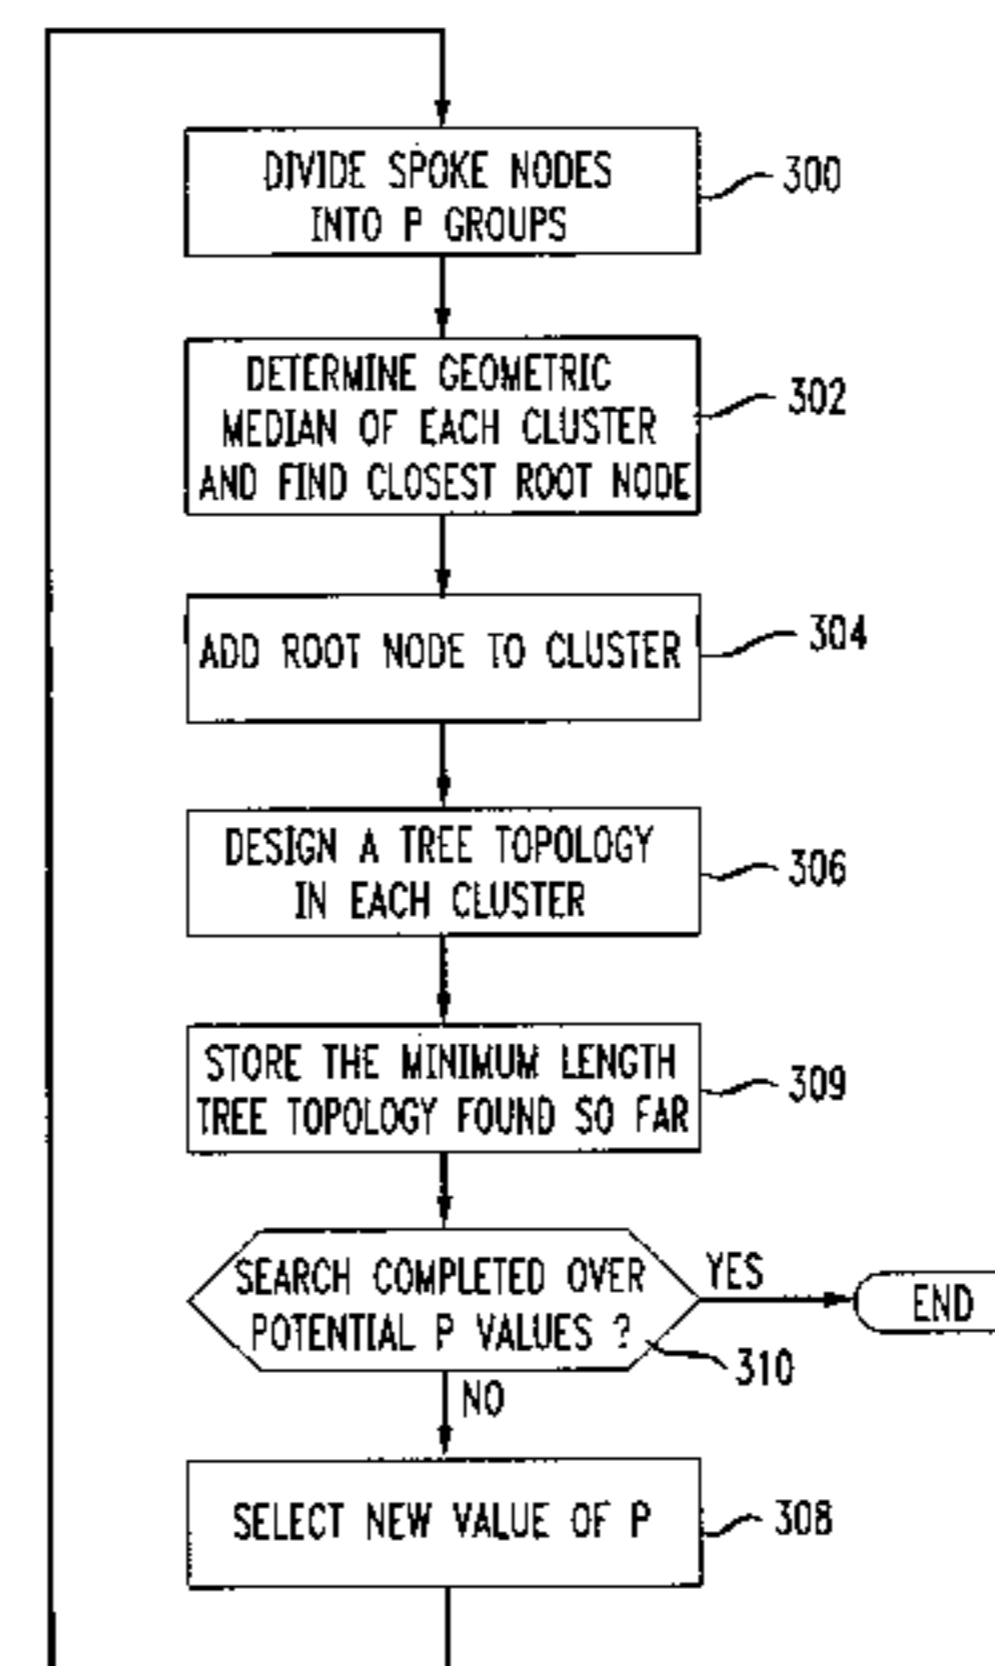 DIVIDE SPOKE NODES
INTO P GROUPS
300
DETERMINE GEOMETRIC
MEDIAN OF EACH CLUSTER
AND FIND CLOSEST ROOT NODE
302
ADD ROOT NODE TO CLUSTER
304
DESIGN A TREE TOPOLOGY
IN EACH CLUSTER
306
STORE THE MINIMUM LENGTH
TREE TOPOLOGY FOUND SO FAR
309
SEARCH COMPLETED OVER
POTENTIAL P VALUES ?
310
YES
END
NO
SELECT NEW VALUE OF P
308